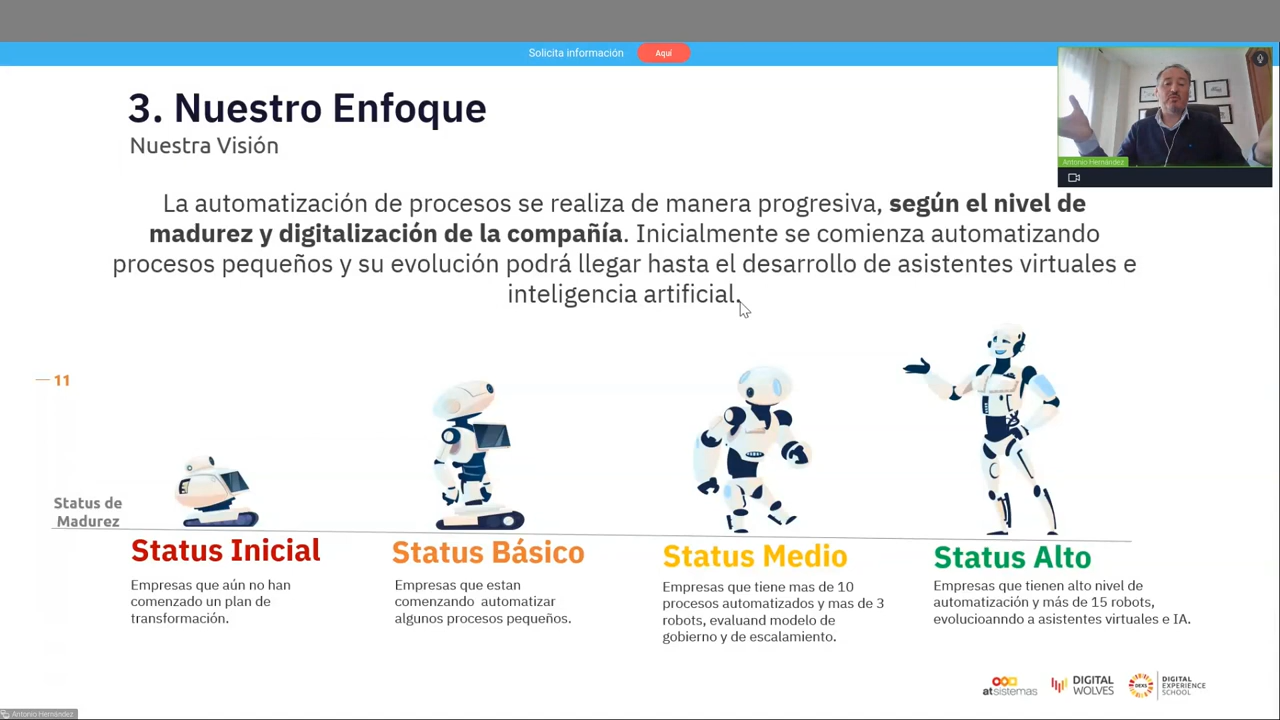 Solicita información
Aquí
3. Nuestro Enfoque
Nuestra Visión
Antonio Hernández
La automatización de procesos se realiza de manera progresiva, según el nivel de
madurez y digitalización de la compañía. Inicialmente se comienza automatizando
procesos pequeños y su evolución podrá llegar hasta el desarrollo de asistentes virtuales e
inteligencia artificial.
11
Status de
Madurez
Status Inicial
Empresas que aún no han
comenzado un plan de
transformación.
Status Básico
Empresas que estan
comenzando automatizar
algunos procesos pequeños.
Status Medio
Empresas que tiene mas de 10
procesos automatizados y mas de 3
robots, evaluand modelo de
gobierno y de escalamiento.
Status Alto
Empresas que tienen alto nivel de
automatización y más de 15 robots,
evolucioanndo a asistentes virtuales e IA.
atsistemas
DIGITAL
WOLVES
DEXS
DIGITAL
EXPERIENCE
SCHOOL
Antonio Hernández